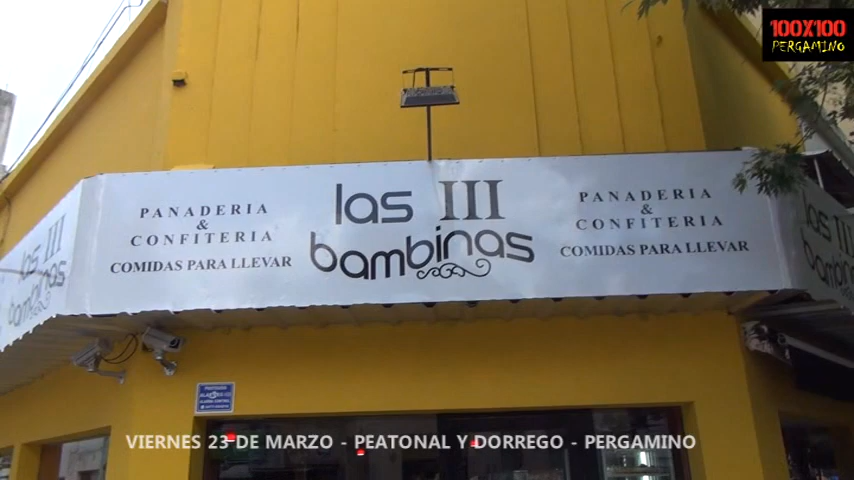 100X100
PERGAMINO
las III
bambinas
PANADERIA
&
CONFITERIA
COMIDAS PARA LLEVAR
las III
bambinas
PANADERIA
&
CONFITERIA
COMIDAS PARA LLEVAR
las III
bambinas
VIERNES 23 DE MARZO - PEATONAL Y DORREGO - PERGAMINO